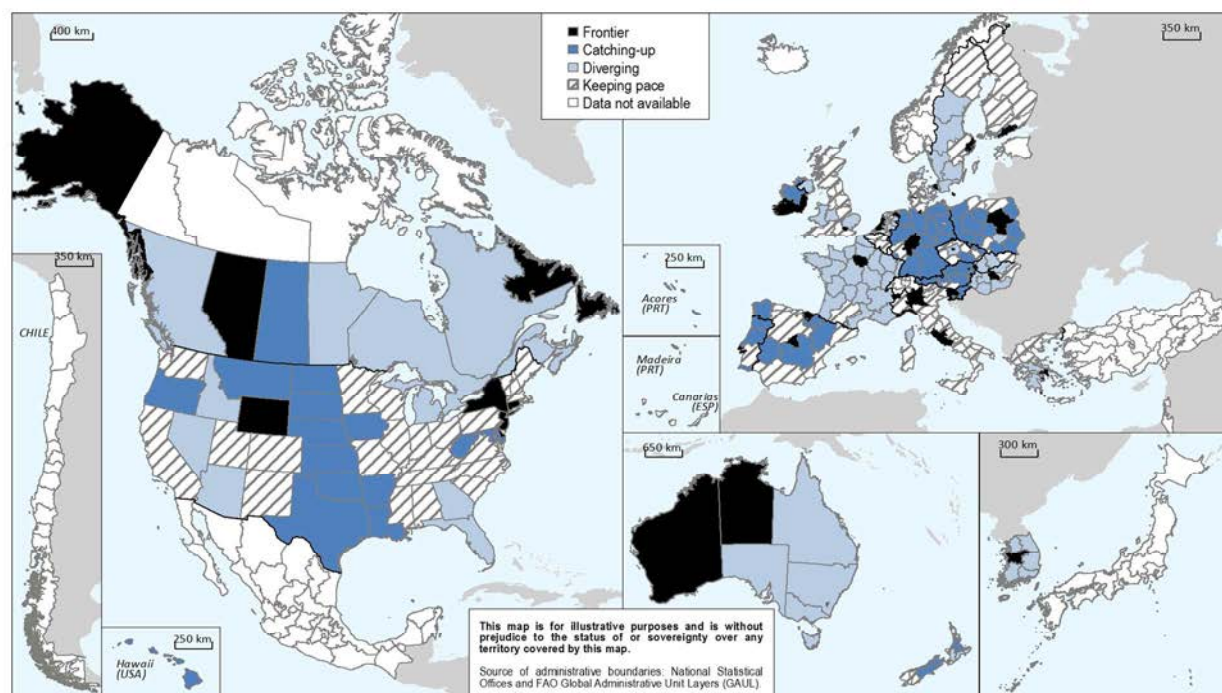 400 km
Frontier
Catching-up
Diverging
Keeping pace
Data not available
350 km
350 km
CHILE
250 km
Acores
(PRT)
Madeira
(PRT)
Canarias
(ESP)
650 km
300 km
250 km
Hawaii
(USA)
This map is for illustrative purposes and is without
prejudice to the status of or sovereignty over any
territory covered by this map.
Source of administrative boundaries: National Statistical
Offices and FAO Global Administrative Unit Layers (GAUL).